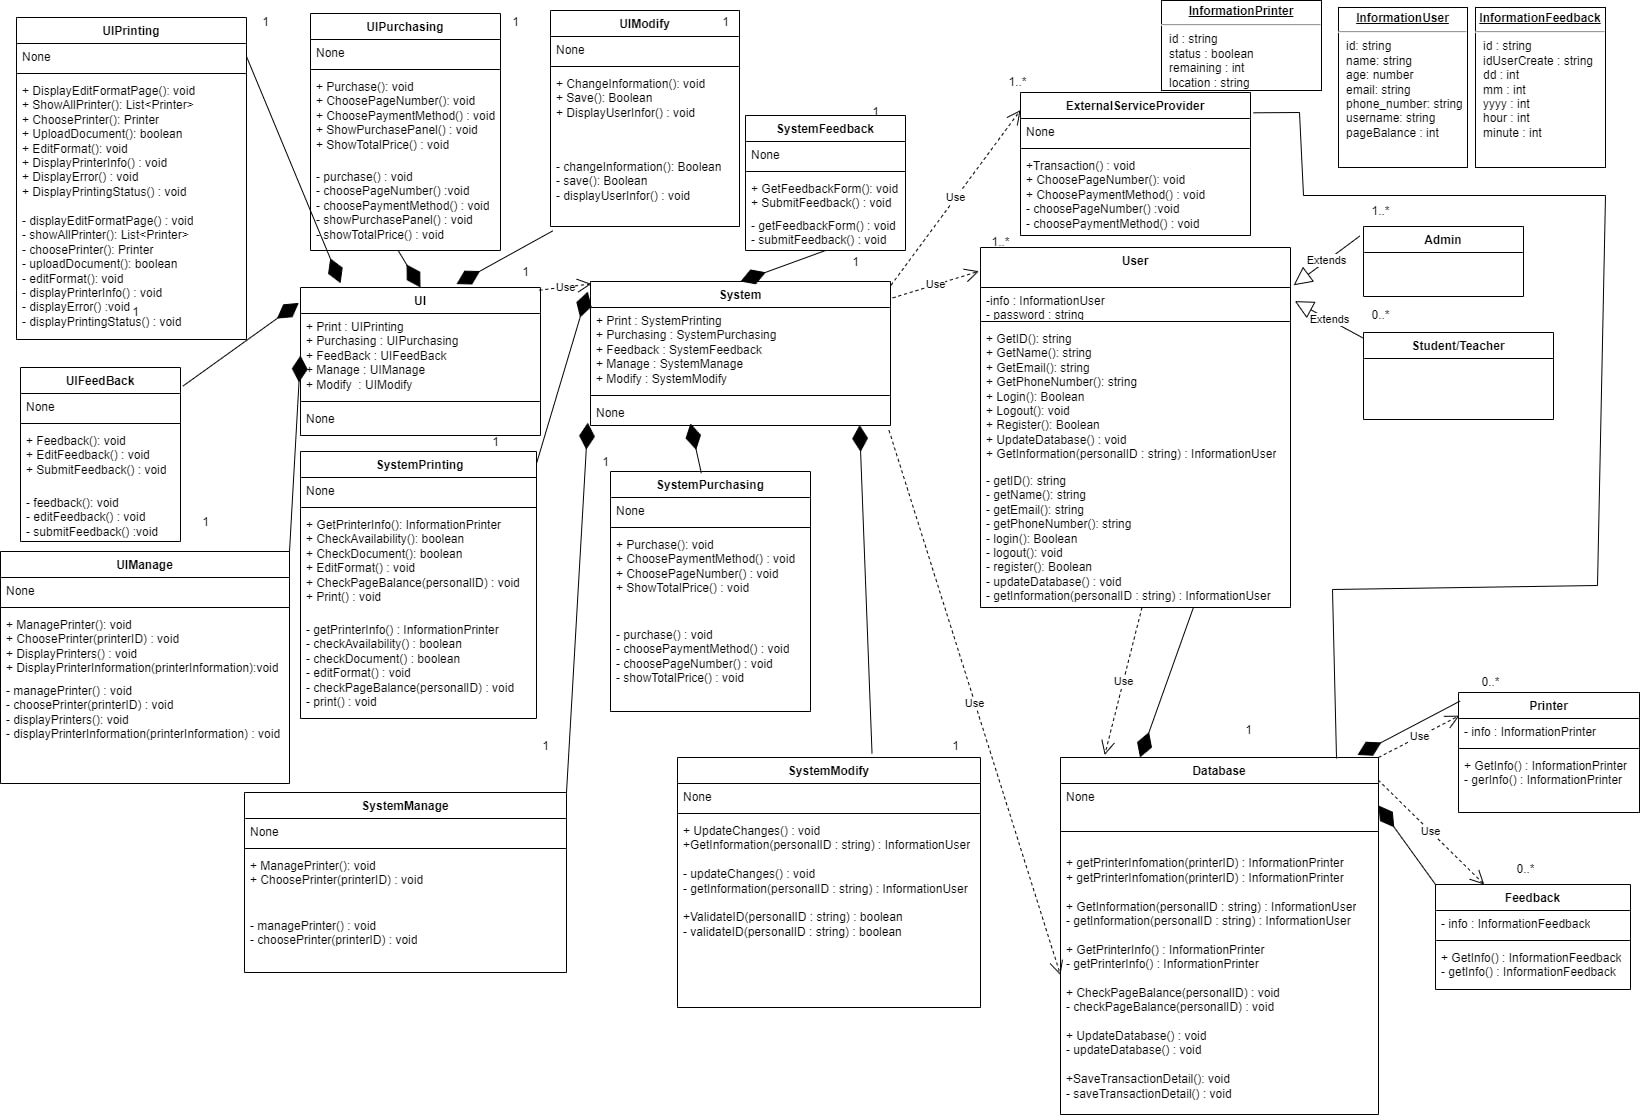 UIPrinting
None
+ DisplayEditFormatPage(): void
+ ShowAllPrinter(): List<Printer>
+ ChoosePrinter: Printer
+ UploadDocument(): boolean
+ EditFormat(): void
+ DisplayPrinterInfo() : void
+ DisplayError() : void
+ DisplayPrintingStatus() : void
- displayEditFormatPage() : void
- showAllPrinter(): List<Printer>
- choosePrinter: Printer
- uploadDocument(): boolean
- editFormat(): void
- displayPrinterInfo() : void
- displayError() :void
- displayPrintingStatus() : void
1
1
UIPurchasing
None
+ Purchase(): void
+ ChoosePageNumber(): void
+ ChoosePaymentMethod(): void
+ ShowPurchasePanel() : void
+ ShowTotalPrice(): void
- purchase() : void
- choosePageNumber() :void
- choosePaymentMethod() : void
- showPurchasePanel() : void
- showTotalPrice() : void
1
UIModify
1
None
+ ChangeInformation(): void
+ Save(): Boolean
+ DisplayUserInfor() : void
- changeInformation(): Boolean
- save(): Boolean
- displayUserInfor() : void
1
SystemFeedback
None
+ GetFeedbackForm(): void
+ SubmitFeedback() : void
- getFeedbackForm() : void
- submitFeedback() : void
1
InformationPrinter
id : string
status : boolean
remaining : int
location : string
InformationUser
id: string
name: string
age: number
email: string
phone_number: string
username: string
pageBalance : int
InformationFeedback
id : string
idUserCreate : string
dd : int
mm : int
yyyy : int
hour : int
minute : int
1..*
ExternalServiceProvider
None
+Transaction() : void
+ ChoosePageNumber() : void
+ ChoosePaymentMethod() : void
- choosePageNumber() :void
- choosePaymentMethod() : void
Use
Use
Use
1..*
User
-info : InformationUser
- password : string
+ GetID(): string
+ GetName(): string
+ GetEmail(): string
+ GetPhoneNumber(): string
+ Login(): Boolean
+ Logout(): void
+ Register(): Boolean
+ UpdateDatabase() : void
+ GetInformation(personalID : string) : InformationUser
- getID(): string
- getName(): string
- getEmail(): string
- getPhoneNumber(): string
- login(): Boolean
- logout(): void
- register(): Boolean
- updateDatabase() : void
- getInformation(personalID : string) : InformationUser
1..*
Admin
Extends
0..*
Extends
Student/Teacher
1
UI
+ Print : UIPrinting
+ Purchasing : UIPurchasing
+ FeedBack : UIFeedBack
+ Manage : UIManage
+ Modify  : UIModify
None
System
+ Print : SystemPrinting
+ Purchasing : SystemPurchasing
+ Feedback : SystemFeedback
+ Manage : SystemManage
+ Modify : SystemModify
None
UIFeedBack
None
+ Feedback(): void
+ EditFeedback() : void
+ SubmitFeedback() : void
- feedback(): void
- editFeedback() : void
- submitFeedback() :void
1
UIManage
None
+ ManagePrinter(): void
+ ChoosePrinter(printerID) : void
+ DisplayPrinters() : void
+ DisplayPrinterInformation(printerInformation):void
- managePrinter() : void
- choosePrinter(printerID) : void
- displayPrinters(): void
- displayPrinterInformation(printerInformation) : void
1
SystemPrinting
None
+ GetPrinterInfo(): InformationPrinter
+ CheckAvailability(): boolean
+ CheckDocument(): boolean
+ EditFormat() : void
+ CheckPageBalance(personalID) : void
+ Print() : void
- getPrinterInfo() : InformationPrinter
- checkAvailability() : boolean
- checkDocument() : boolean
- editFormat() : void
- checkPageBalance(personalID) : void
- print() : void
1
SystemPurchasing
None
+ Purchase(): void
+ ChoosePaymentMethod() : void
+ ChoosePageNumber() : void
+ ShowTotalPrice() : void
- purchase() : void
- choosePaymentMethod() : void
- choosePageNumber() : void
- showTotalPrice() : void
1
SystemManage
None
+ ManagePrinter(): void
+ ChoosePrinter(printerID) : void
- managePrinter() : void
- choosePrinter(printerID) : void
1
SystemModify
None
+ UpdateChanges() : void
+GetInformation(personalID : string) : InformationUser
- updateChanges() : void
- getInformation(personalID : string) : InformationUser
+ValidateID(personalID : string) : boolean
- validateID(personalID : string) : boolean
Use
Use
1
Database
None
+ getPrinterInfomation(printerID) : InformationPrinter
+ getPrinterInfomation(printerID) : InformationPrinter
+ GetInformation(personalID : string) : InformationUser
- getInformation(personalID : string) : InformationUser
+ GetPrinterInfo() : InformationPrinter
- getPrinterInfo() : InformationPrinter
+ CheckPageBalance(personalID) : void
- checkPageBalance(personalID) : void
+ UpdateDatabase() : void
- updateDatabase() : void
+SaveTransactionDetail(): void
- saveTransactionDetail() : void
0..*
Printer
Use
- info : InformationPrinter
+ GetInfo() : InformationPrinter
- gerInfo() : InformationPrinter
Use
0..*
Feedback
- info : InformationFeedback
+ GetInfo() : InformationFeedback
- getInfo() : InformationFeedback